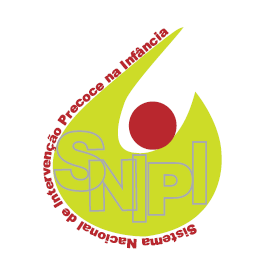 Sistema Nacional de Intervenção Precoce na Infância
SNIPI